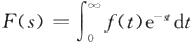 F(s) = ∫₀^∞ f(t)e⁻ˢᵗ dt